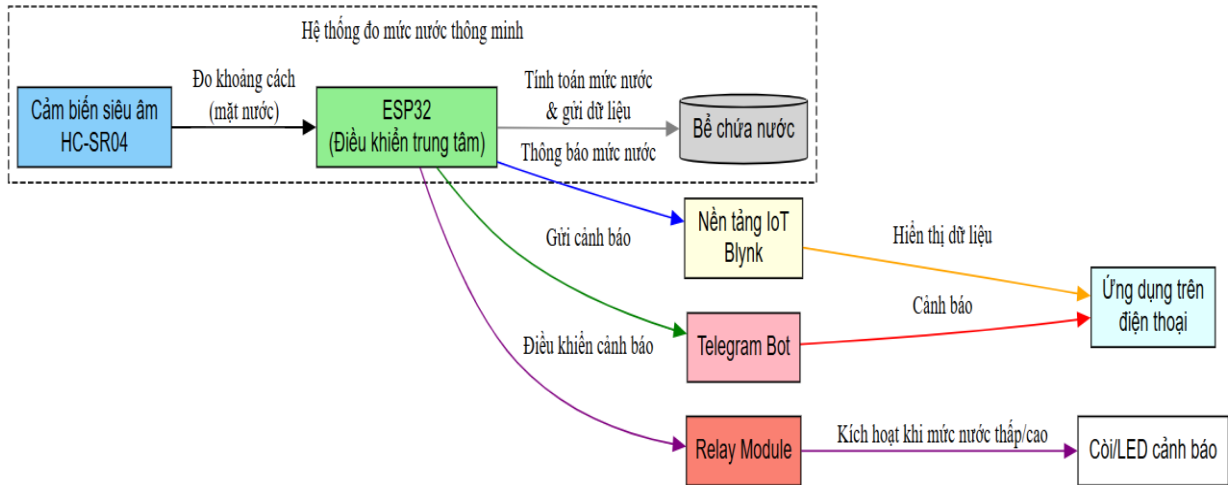 Hệ thống đo mức nước thông minh
Cảm biến siêu âm
HC-SR04
Đo khoảng cách
(mặt nước)
ESP32
(Điều khiển trung tâm)
Tính toán mức nước
& gửi dữ liệu
Bể chứa nước
Thông báo mức nước
Nền tảng IoT
Blynk
Gửi cảnh báo
Hiển thị dữ liệu
Ứng dụng trên
điện thoại
Cảnh báo
Telegram Bot
Điều khiển cảnh báo
Relay Module
Kích hoạt khi mức nước thấp/cao
Còi/LED cảnh báo